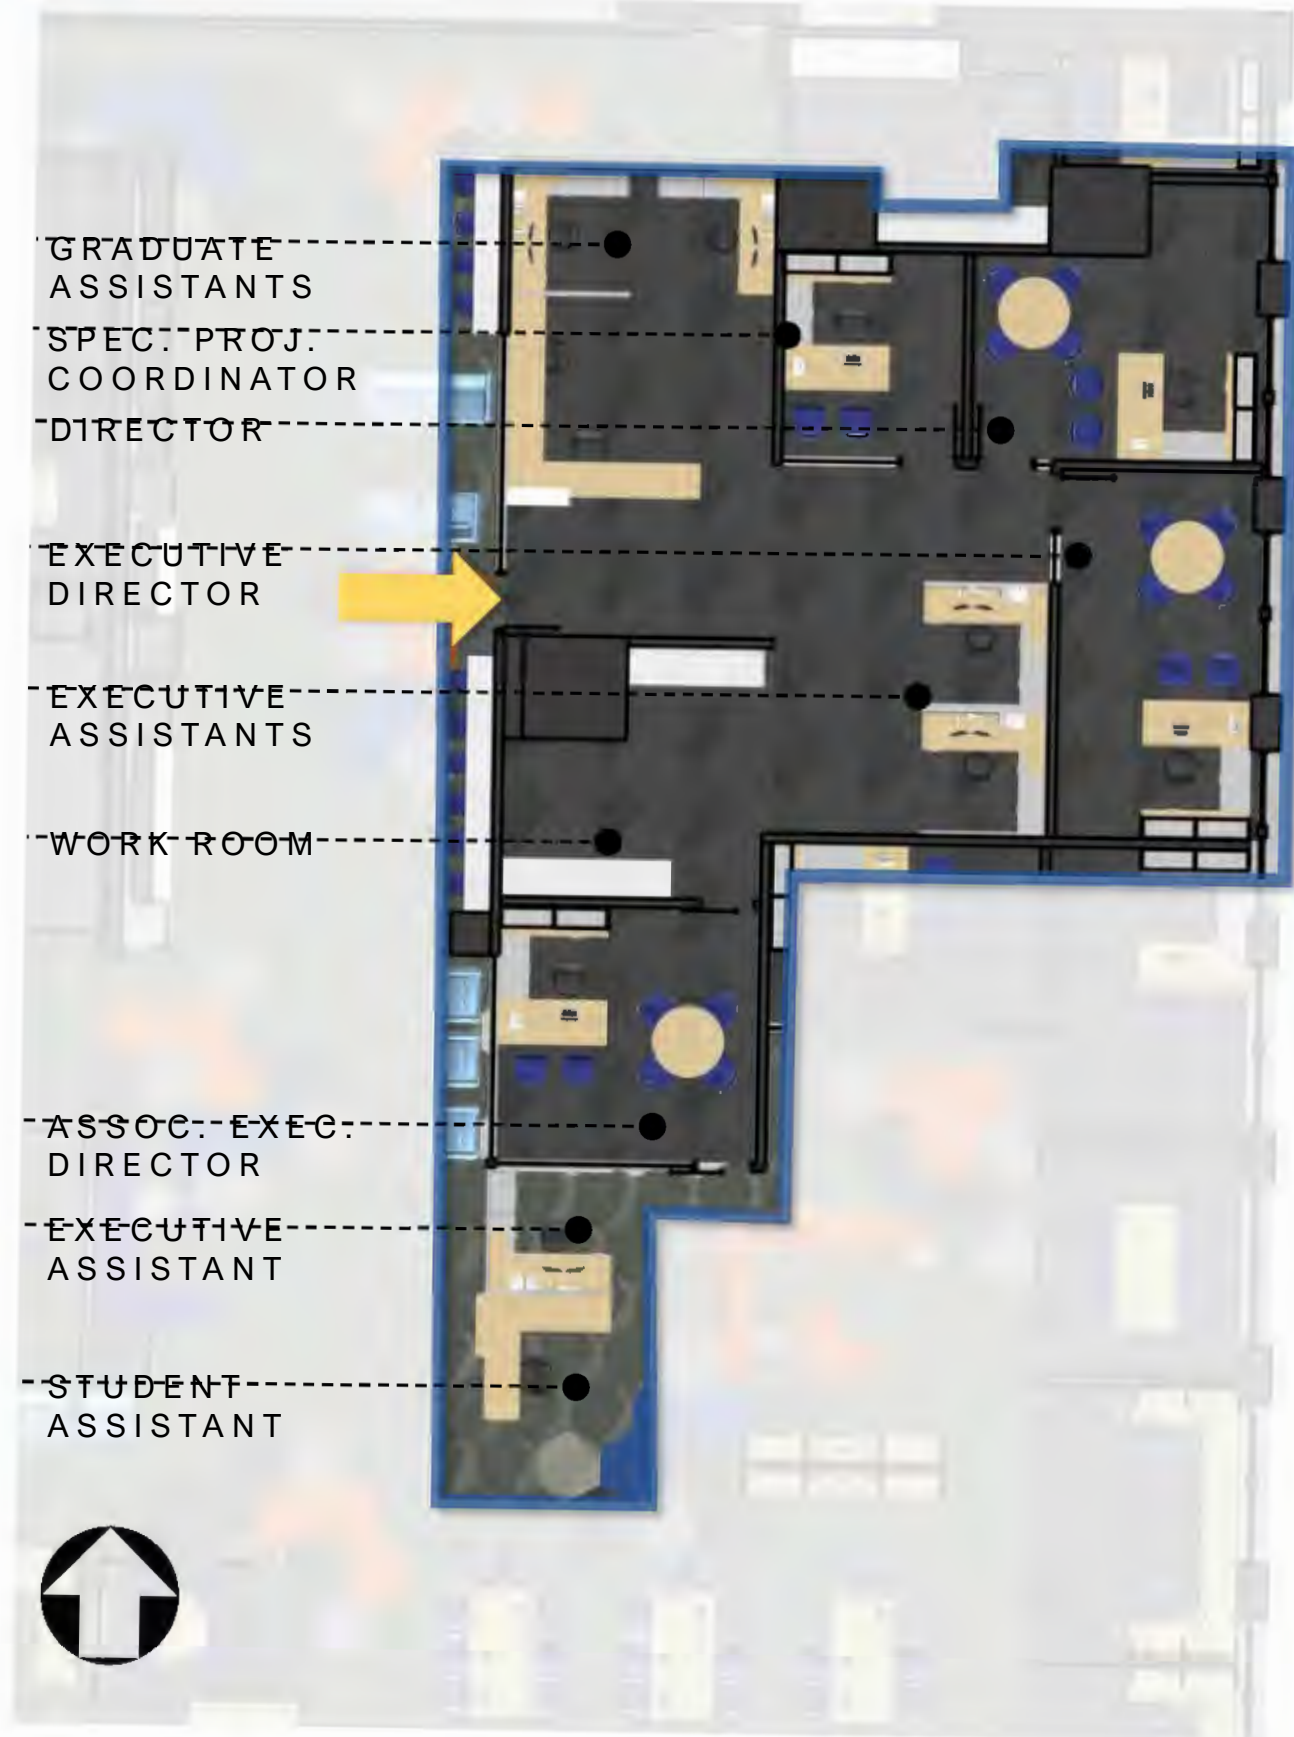 GRADUATE
ASSISTANTS
SPEC. PROJ.
COORDINATOR
DIRECTOR
EXECUTIVE
DIRECTOR
EXECUTIVE
ASSISTANTS
WORK ROOM
ASSOC. EXEC.
DIRECTOR
EXECUTIVE
ASSISTANT
STUDENT
ASSISTANT